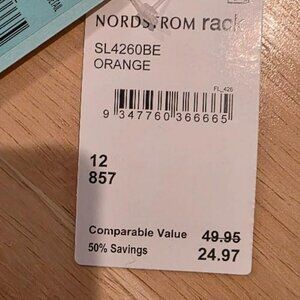 NORDSTROM rack
SL4260BE
ORANGE
FL_426
9 347760 366665
12
857
Comparable Value 49.95
50% Savings 24.97